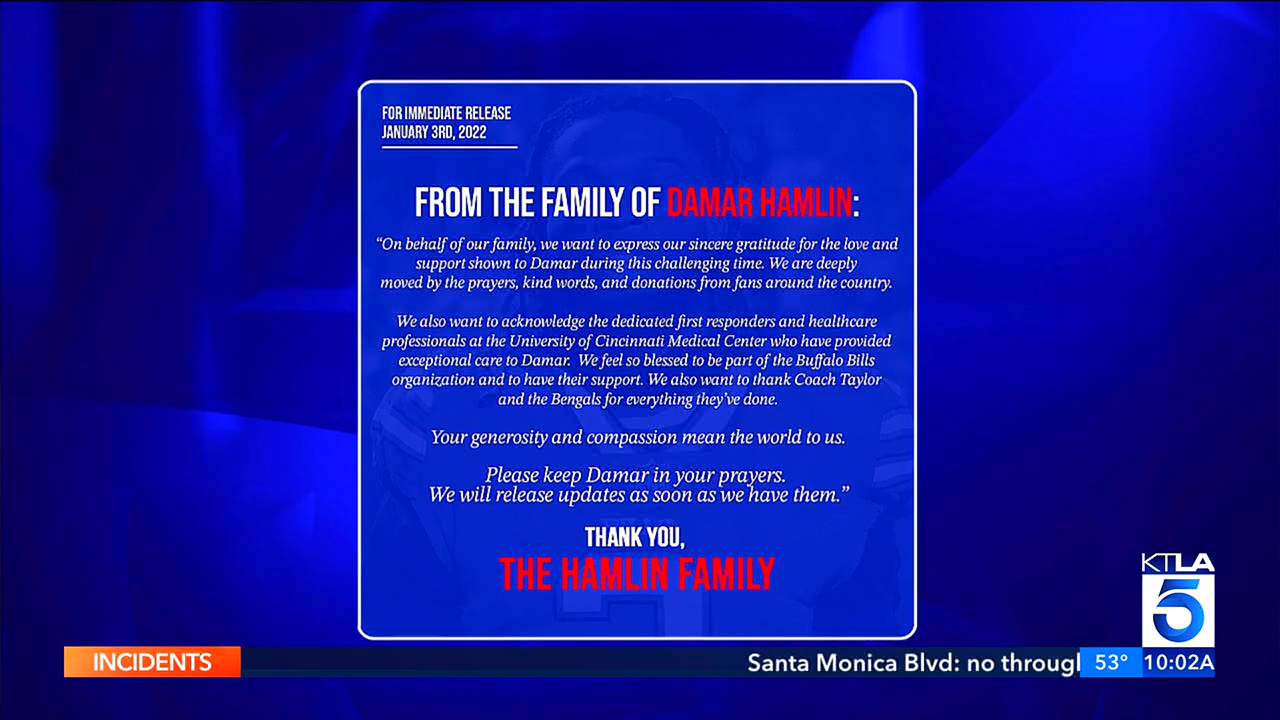 FOR IMMEDIATE RELEASE
JANUARY 3RD, 2022
FROM THE FAMILY OF DAMAR HAMLIN:
“On behalf of our family, we want to express our sincere gratitude for the love and
support shown to Damar during this challenging time. We are deeply
moved by the prayers, kind words, and donations from fans around the country.
We also want to acknowledge the dedicated first responders and healthcare
professionals at the University of Cincinnati Medical Center who have provided
exceptional care to Damar. We feel so blessed to be part of the Buffalo Bills
organization and to have their support. We also want to thank Coach Taylor
and the Bengals for everything they’ve done.
Your generosity and compassion mean the world to us.
Please keep Damar in your prayers.
We will release updates as soon as we have them.”
THANK YOU,
THE HAMLIN FAMILY
KTLA
5
INCIDENTS
Santa Monica Blvd: no throug
53°
10:02A